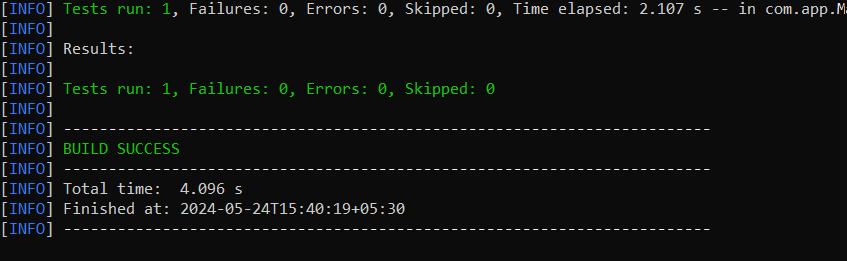 [INFO] Tests run: 1, Failures: 0, Errors: 0, Skipped: 0, Time elapsed: 2.107 s -- in com.app.Ma
[INFO]
[INFO] Results:
[INFO]
[INFO] Tests run: 1, Failures: 0, Errors: 0, Skipped: 0
[INFO]
[INFO] ------------------------------------------------------------------------
[INFO] BUILD SUCCESS
[INFO] ------------------------------------------------------------------------
[INFO] Total time:  4.096 s
[INFO] Finished at: 2024-05-24T15:40:19+05:30
[INFO] ------------------------------------------------------------------------